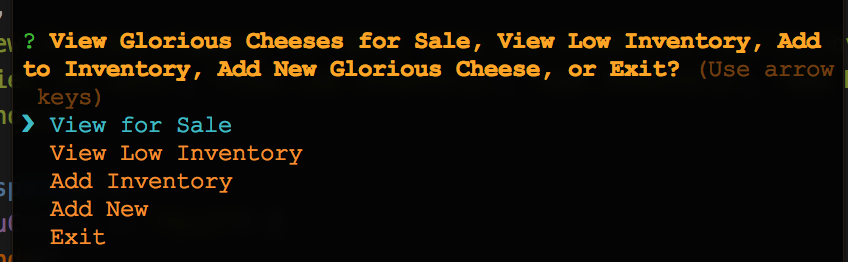 ? View Glorious Cheeses for Sale, View Low Inventory, Add
to Inventory, Add New Glorious Cheese, or Exit? (Use arrow
keys)
❯ View for Sale
View Low Inventory
Add Inventory
Add New
Exit